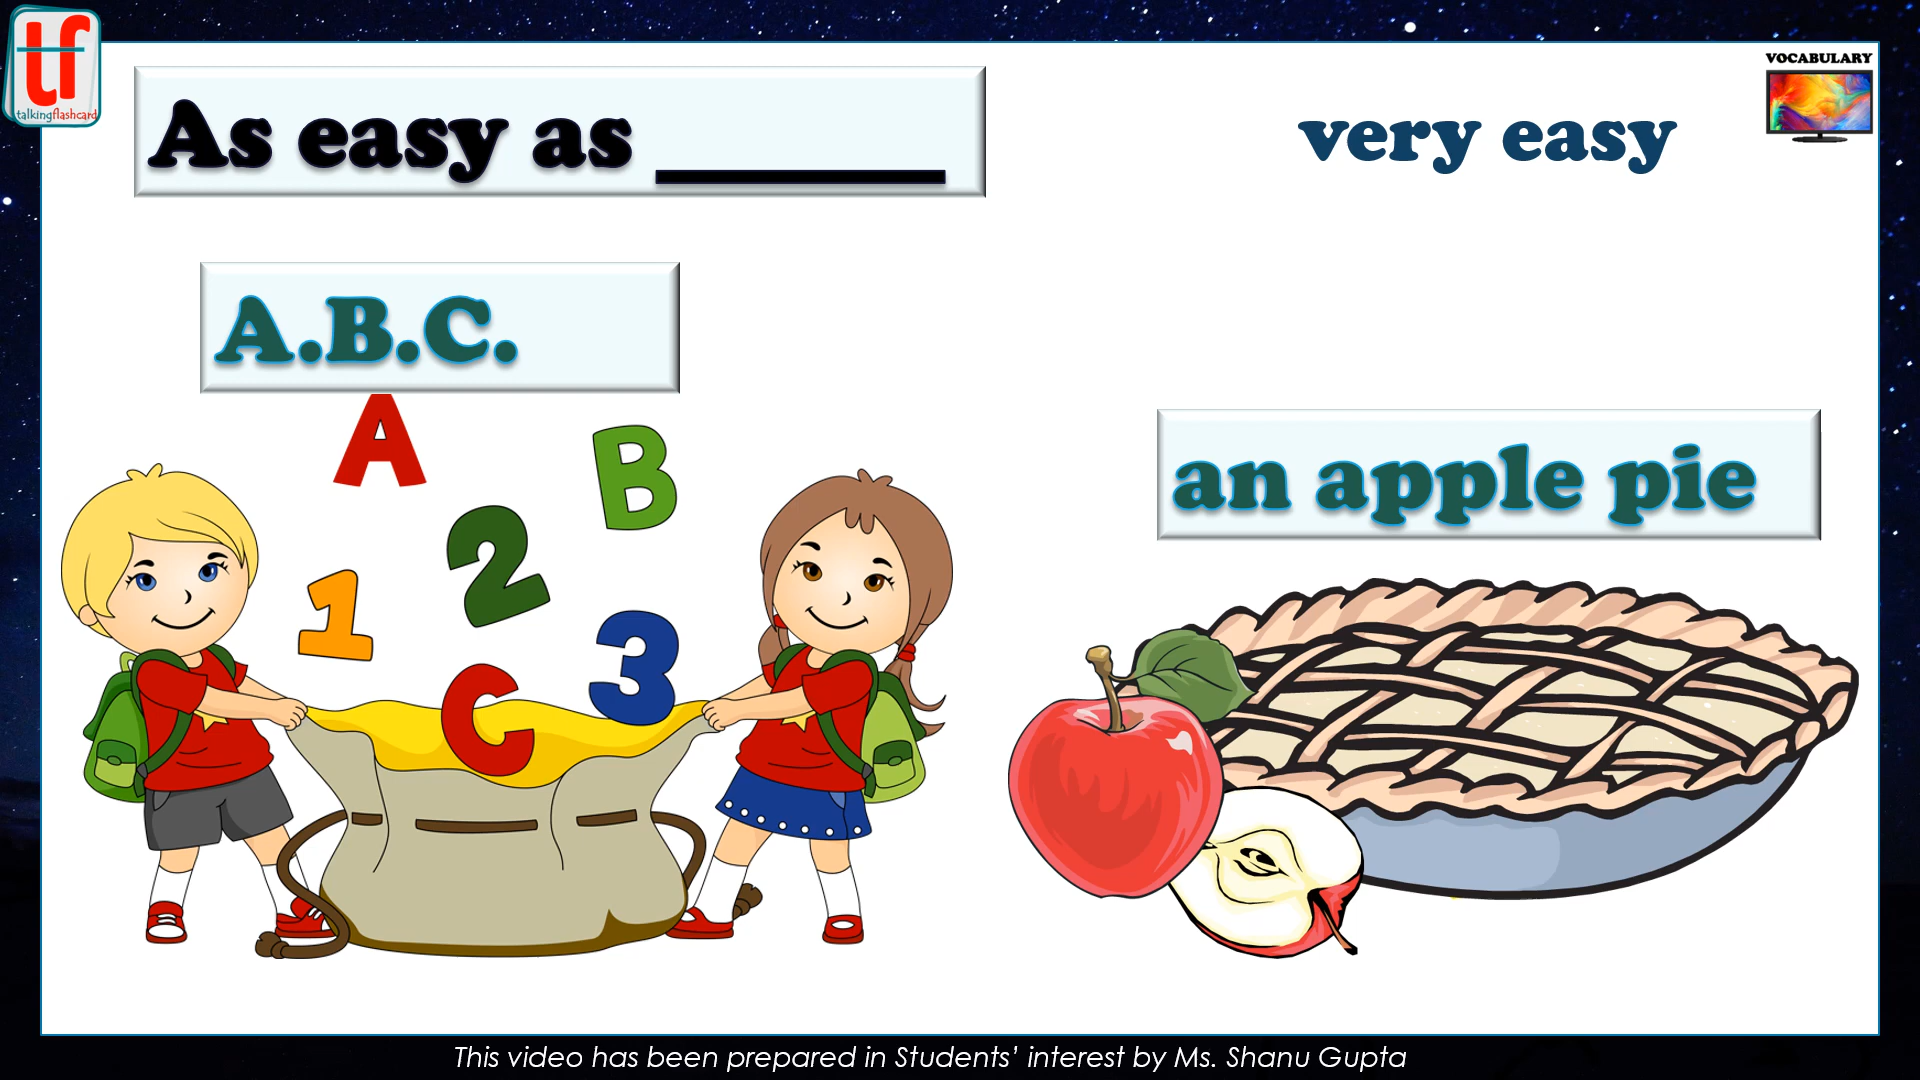 tf
talkingflashcard
VOCABULARY
As easy as ________
very easy
A.B.C.
an apple pie
A
B
2
1
3
C
This video has been prepared in Students’ interest by Ms. Shanu Gupta